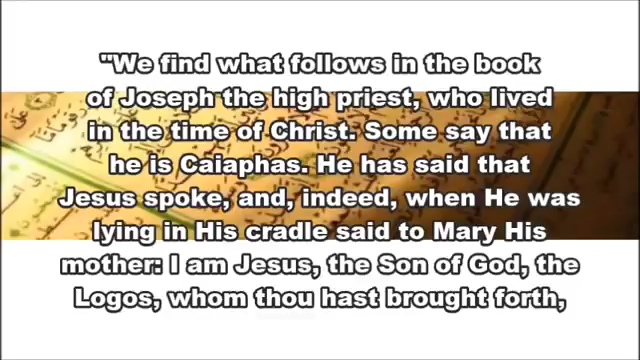 "We find what follows in the book
of Joseph the high priest, who lived
in the time of Christ. Some say that
he is Caiaphas. He has said that
Jesus spoke, and, indeed, when He was
lying in His cradle said to Mary His
mother: I am Jesus, the Son of God, the
Logos, whom thou hast brought forth,